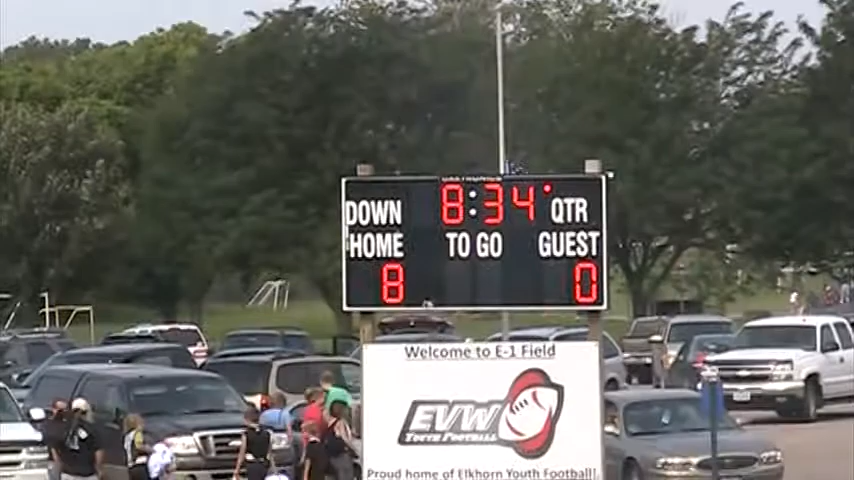 DAKTRONICS
DOWN 8:34 QTR
HOME TO GO GUEST
8 0
Welcome to E-1 Field
EVW
Youth Football
Proud home of Elkhorn Youth Football!